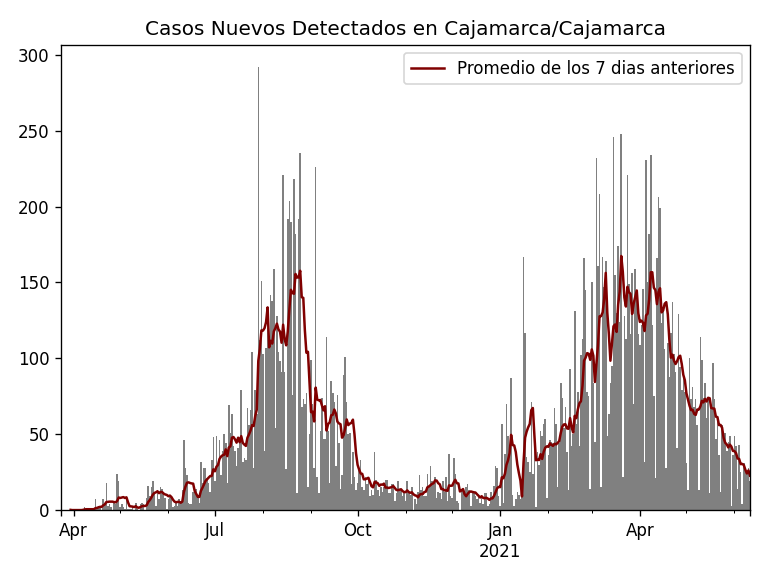 Casos Nuevos Detectados en Cajamarca/Cajamarca
Promedio de los 7 dias anteriores
300
250
200
150
100
50
0
Apr Jul Oct Jan Apr
2021